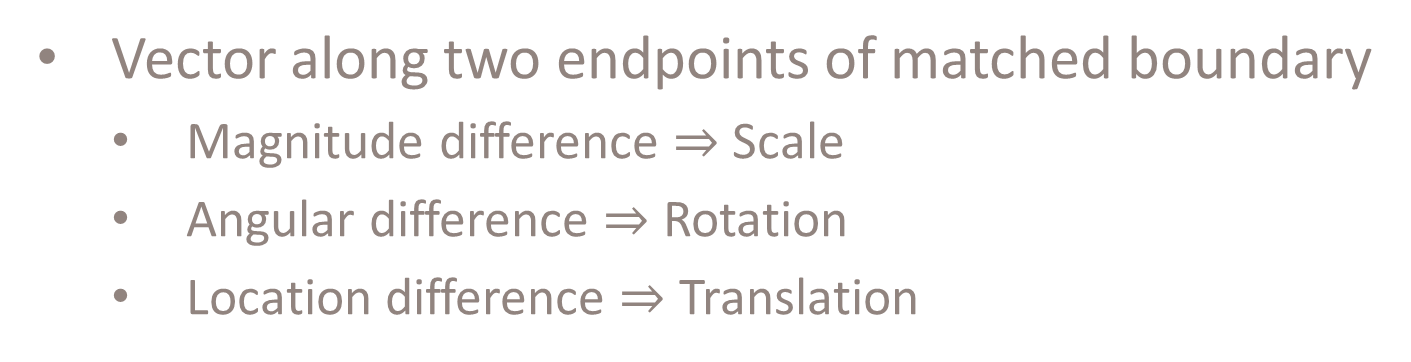 • Vector along two endpoints of matched boundary
• Magnitude difference ⇒ Scale
• Angular difference ⇒ Rotation
• Location difference ⇒ Translation